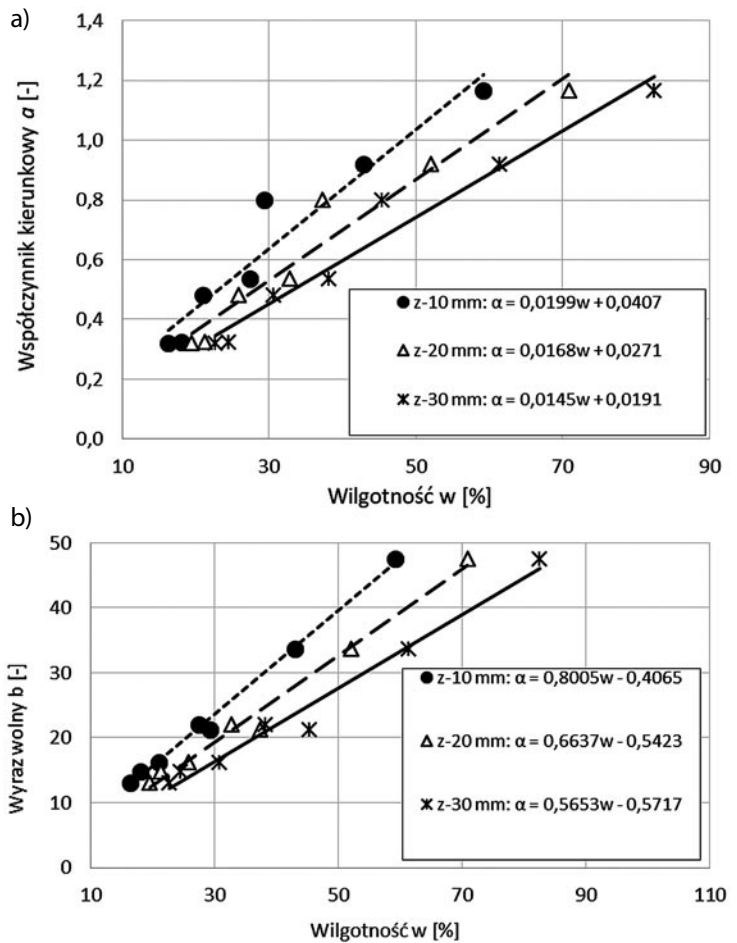 a)
1,4
1,2
1,0
0,8
0,6
0,4
0,2
0,0
Współczynnik kierunkowy a [-]
z-10 mm: α = 0,0199w + 0,0407
z-20 mm: α = 0,0168w + 0,0271
z-30 mm: α = 0,0145w + 0,0191
10 30 50 70 90
Wilgotność w [%]
b)
50
40
30
20
10
0
Wyraz wolny b [-]
z-10 mm: α = 0,8005w - 0,4065
z-20 mm: α = 0,6637w - 0,5423
z-30 mm: α = 0,5653w - 0,5717
10 30 50 70 90 110
Wilgotność w [%]